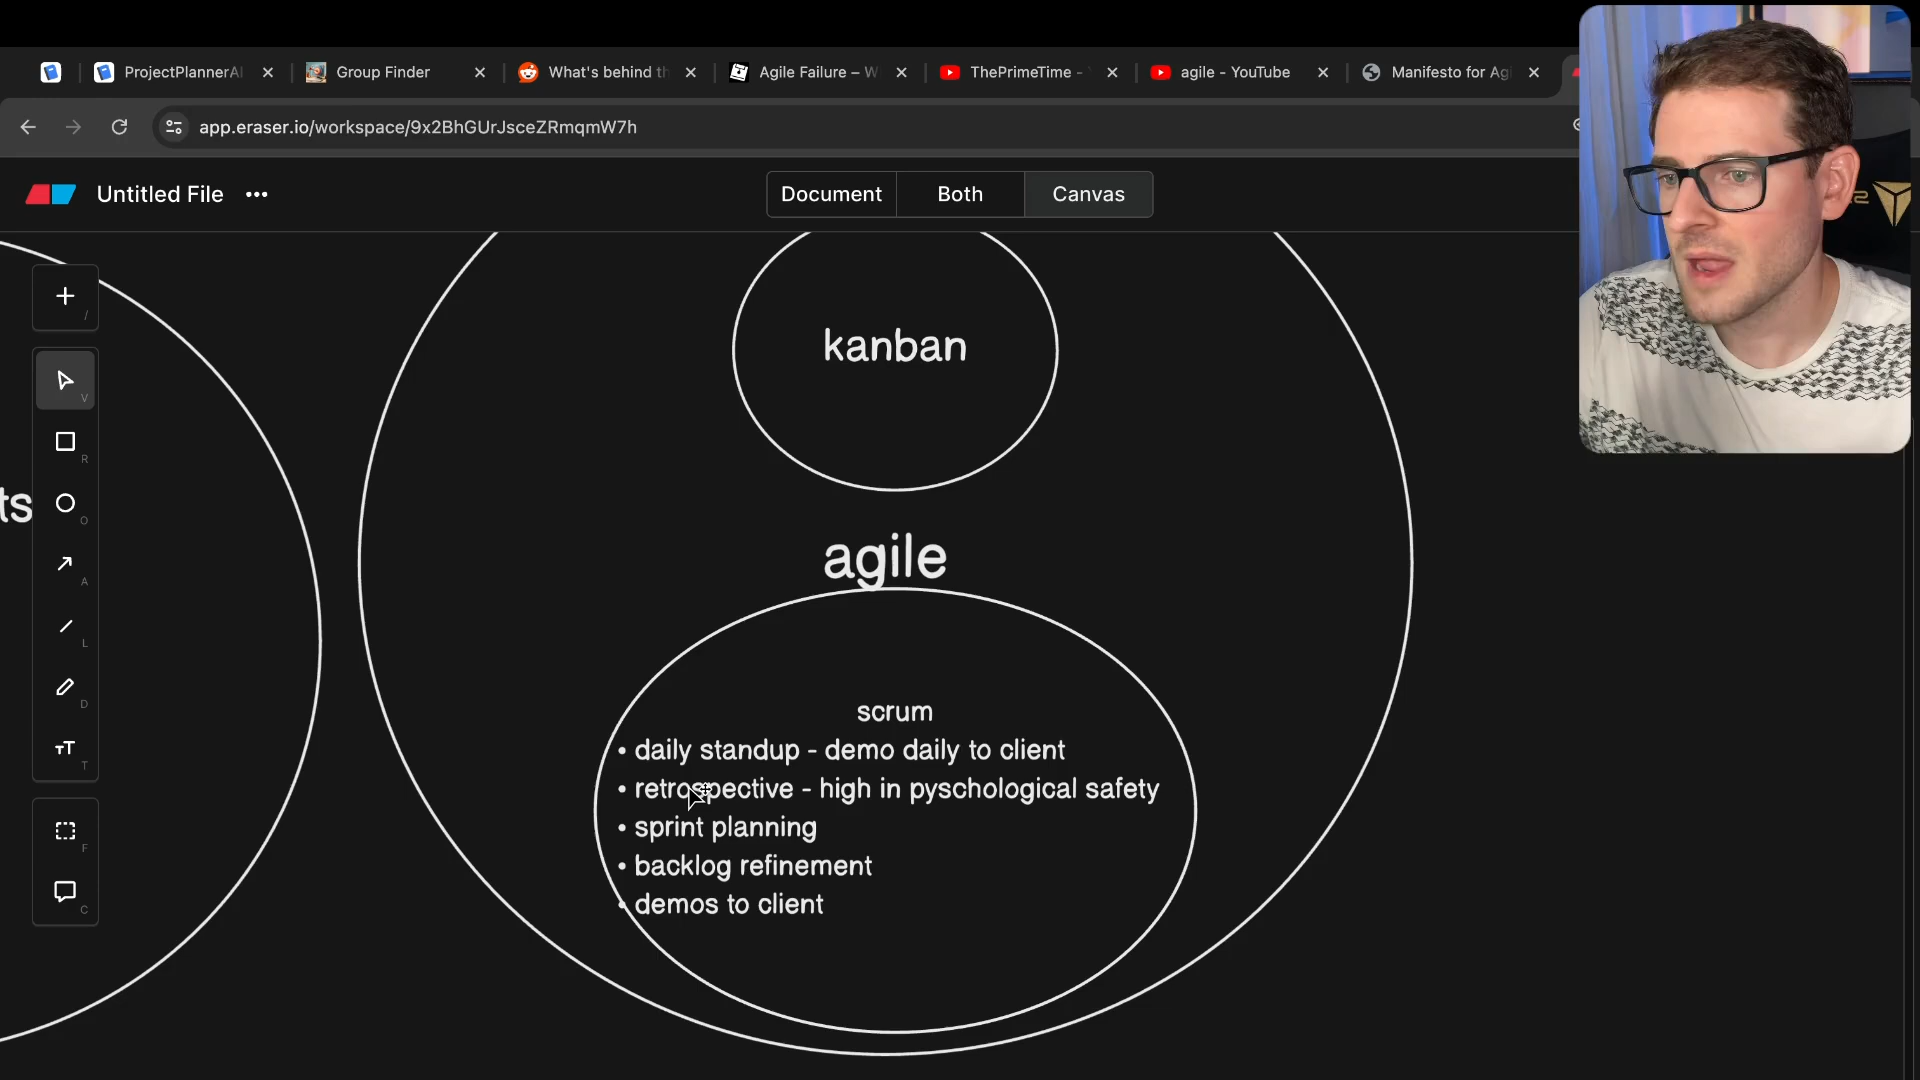 ProjectPlannerAI
Group Finder
What's behind th
Agile Failure – W
ThePrimeTime -
agile - YouTube
Manifesto for Ag
app.eraser.io/workspace/9x2BhGUrJsceZRmqmW7h
Untitled File
Document
Both
Canvas
/
V
R
O
A
L
D
T
F
C
ts
kanban
agile
scrum
• daily standup - demo daily to client
• retrospective - high in pyschological safety
• sprint planning
• backlog refinement
• demos to client